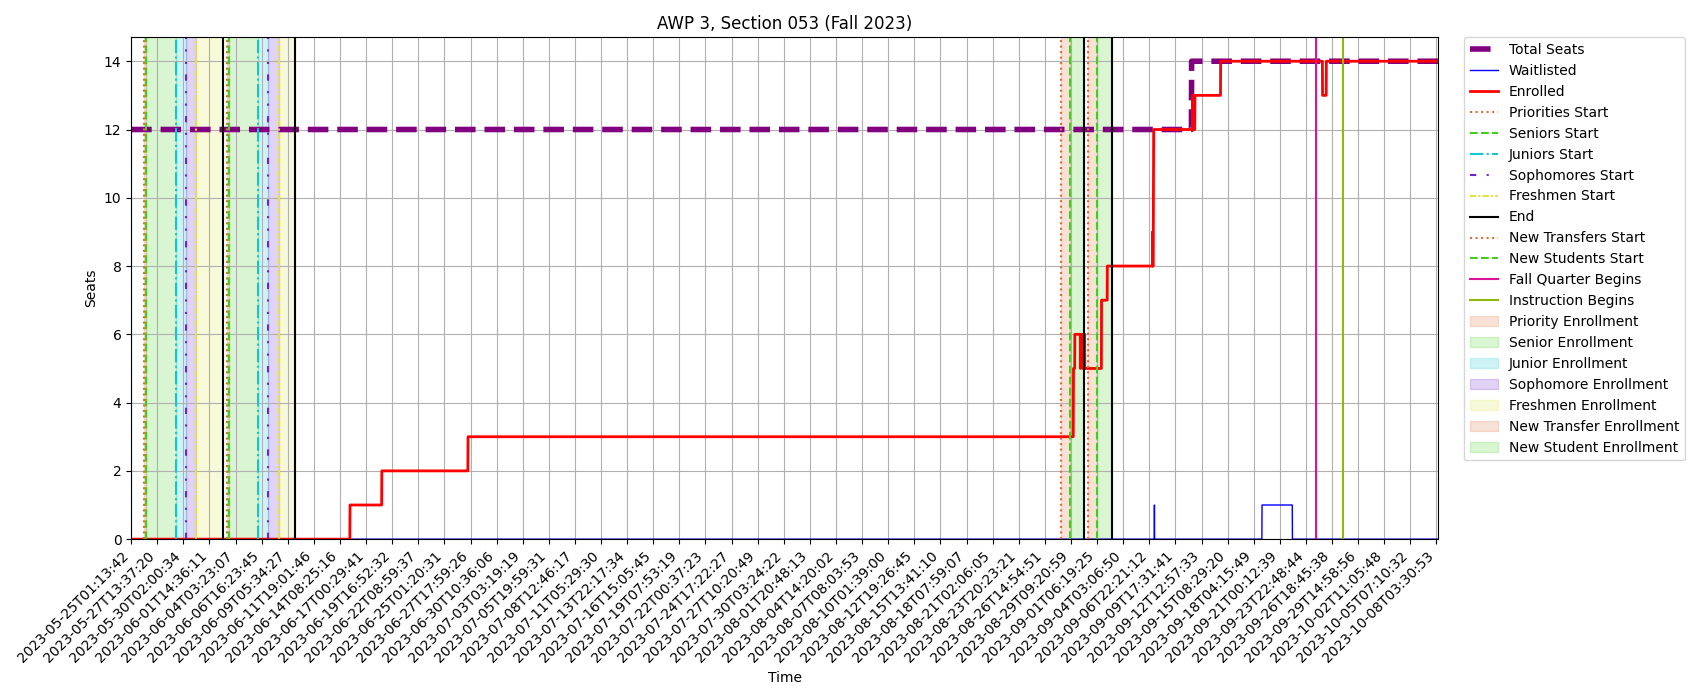 AWP 3, Section 053 (Fall 2023)
Seats
14
12
10
8
6
4
2
0
2023-05-25T01:13:42
2023-05-27T13:37:20
2023-05-30T02:00:34
2023-06-01T14:36:11
2023-06-04T03:23:07
2023-06-06T16:23:45
2023-06-09T05:34:27
2023-06-11T19:01:46
2023-06-14T08:25:16
2023-06-17T00:29:41
2023-06-19T16:52:32
2023-06-22T08:59:37
2023-06-25T01:20:31
2023-06-27T17:59:26
2023-06-30T10:36:06
2023-07-03T03:19:19
2023-07-05T19:59:31
2023-07-08T12:46:17
2023-07-11T05:29:30
2023-07-13T22:17:34
2023-07-16T15:05:45
2023-07-19T07:53:19
2023-07-22T00:37:23
2023-07-24T17:22:27
2023-07-27T10:20:49
2023-07-30T03:24:22
2023-08-01T20:48:13
2023-08-04T14:20:02
2023-08-07T08:03:53
2023-08-10T01:39:00
2023-08-12T19:26:45
2023-08-15T13:41:10
2023-08-18T07:59:07
2023-08-21T02:06:05
2023-08-23T20:23:21
2023-08-26T14:54:51
2023-08-29T09:20:59
2023-09-01T06:19:25
2023-09-04T03:06:50
2023-09-06T22:21:12
2023-09-09T17:31:41
2023-09-12T12:57:33
2023-09-15T08:29:20
2023-09-18T04:15:49
2023-09-21T00:12:39
2023-09-23T22:48:44
2023-09-26T18:45:38
2023-09-29T14:58:56
2023-10-02T11:05:48
2023-10-05T07:10:32
2023-10-08T03:30:53
Time
Total Seats
Waitlisted
Enrolled
Priorities Start
Seniors Start
Juniors Start
Sophomores Start
Freshmen Start
End
New Transfers Start
New Students Start
Fall Quarter Begins
Instruction Begins
Priority Enrollment
Senior Enrollment
Junior Enrollment
Sophomore Enrollment
Freshmen Enrollment
New Transfer Enrollment
New Student Enrollment